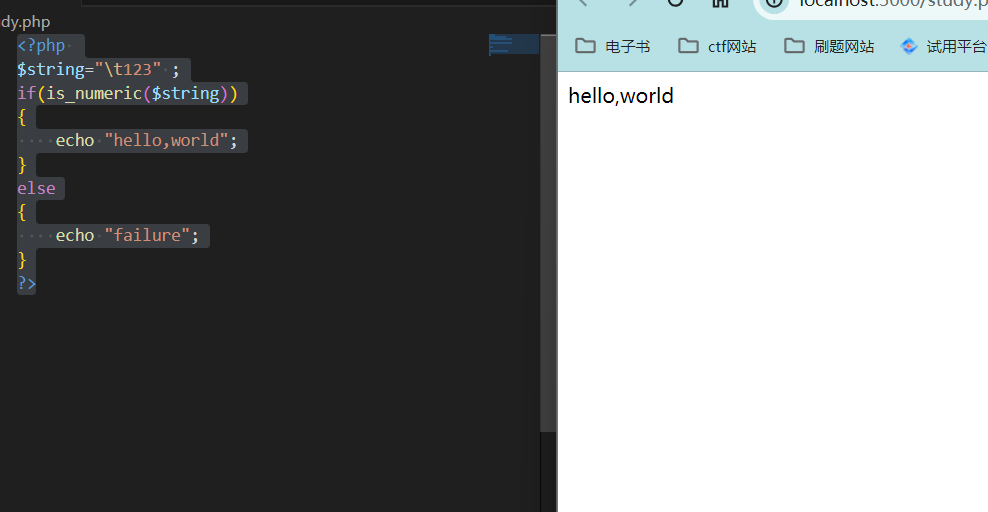 dy.php
<?php
$string="\t123" ;
if(is_numeric($string))
{
    echo "hello,world";
}
else
{
    echo "failure";
}
?>
localhost:3000/study.p
电子书
ctf网站
刷题网站
试用平台
hello,world